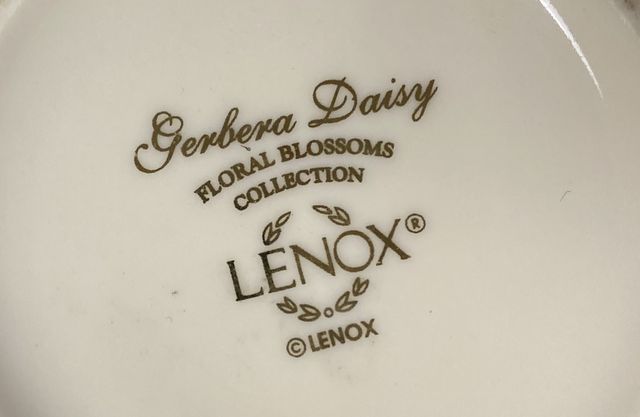 Gerbera Daisy
FLORAL BLOSSOMS
COLLECTION
LENOX®
© LENOX